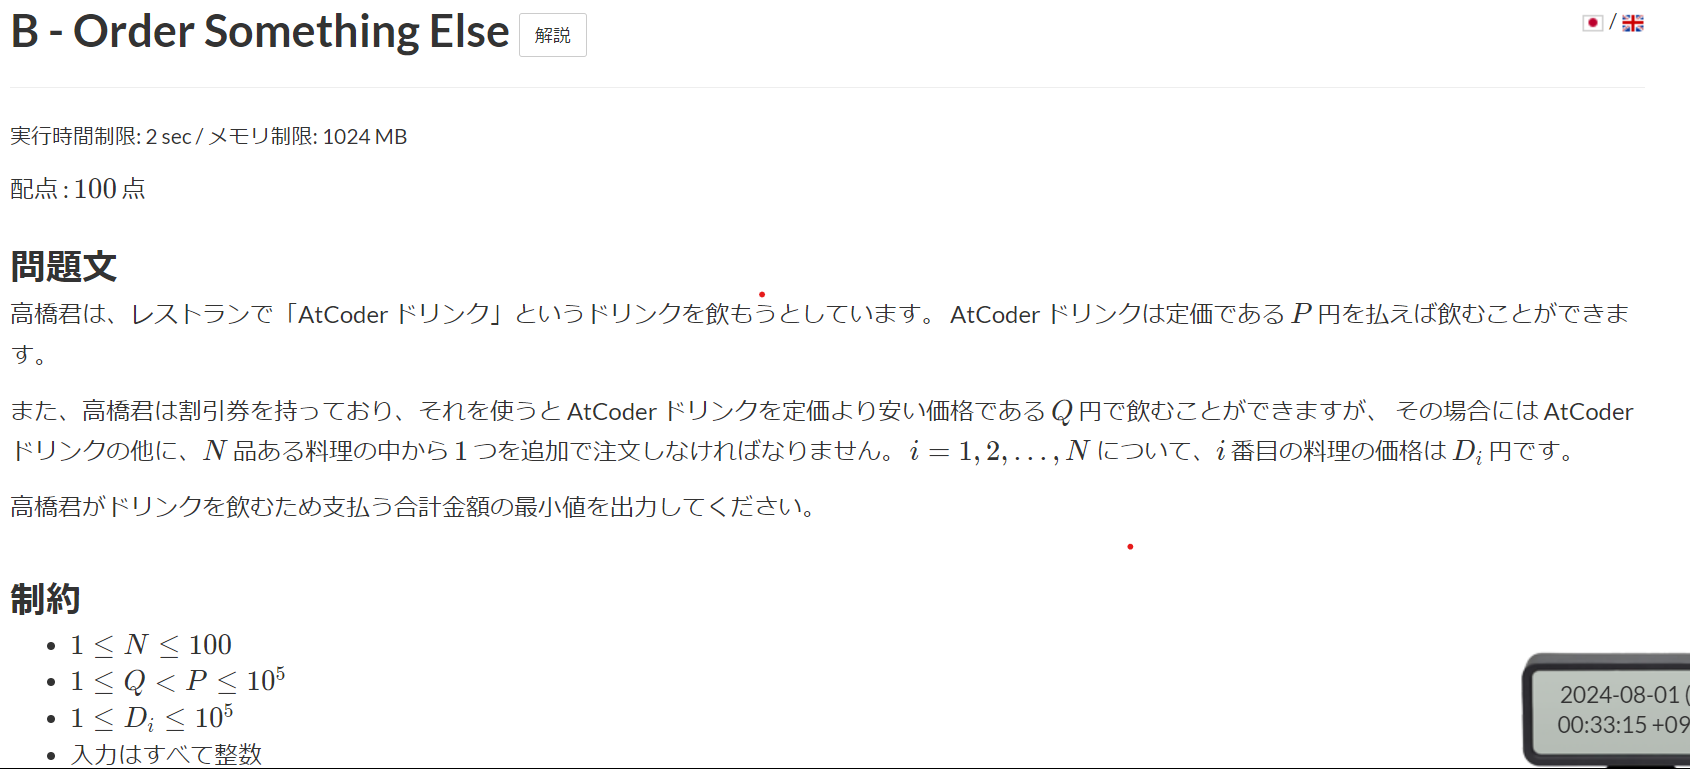 B - Order Something Else 解説
/
実行時間制限: 2 sec / メモリ制限: 1024 MB
配点 : 100 点
問題文
高橋君は、レストランで「AtCoder ドリンク」というドリンクを飲もうとしています。 AtCoder ドリンクは定価である P 円を払えば飲むことができま
す。
また、高橋君は割引券を持っており、それを使うと AtCoder ドリンクを定価より安い価格である Q 円で飲むことができますが、 その場合には AtCoder
ドリンクの他に、N 品ある料理の中から 1 つを追加で注文しなければなりません。 i = 1, 2, . . . , N について、i 番目の料理の価格は D_i 円です。
高橋君がドリンクを飲むため支払う合計金額の最小値を出力してください。
制約
• 1 ≤ N ≤ 100
• 1 ≤ Q < P ≤ 10^5
• 1 ≤ D_i ≤ 10^5
• 入力はすべて整数
2024-08-01 (
00:33:15 +09